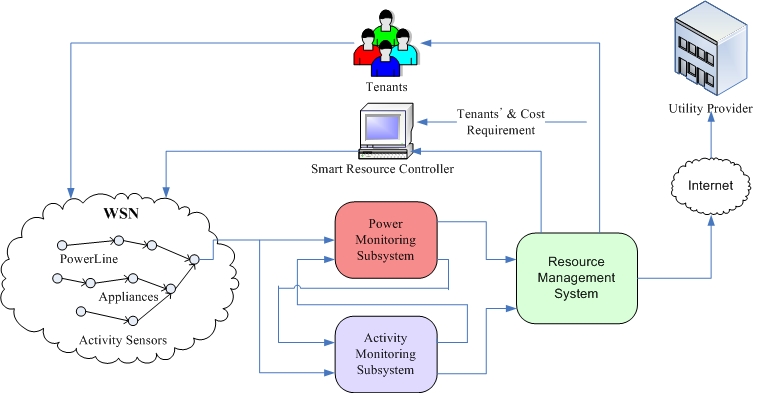 Tenants
Utility Provider
Tenants' & Cost
Requirement
Smart Resource Controller
Internet
WSN
PowerLine
Appliances
Activity Sensors
Power
Monitoring
Subsystem
Activity
Monitoring
Subsystem
Resource
Management
System